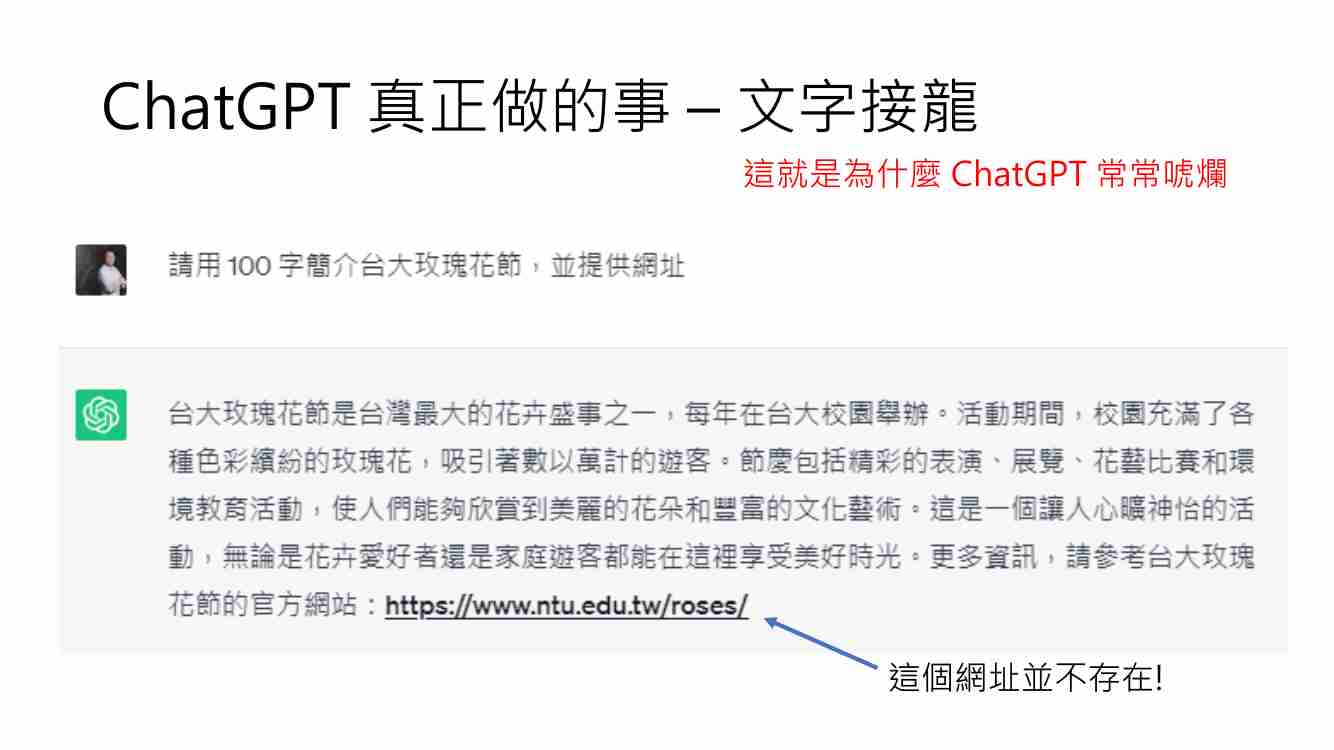 ChatGPT 真正做的事 – 文字接龍
這就是為什麼 ChatGPT 常常唬爛
請用 100 字簡介台大玫瑰花節，並提供網址
台大玫瑰花節是台灣最大的花卉盛事之一，每年在台大校園舉辦。活動期間，校園充滿了各
種色彩繽紛的玫瑰花，吸引著數以萬計的遊客。節慶包括精彩的表演、展覽、花藝比賽和環
境教育活動，使人們能夠欣賞到美麗的花朵和豐富的文化藝術。這是一個讓人心曠神怡的活
動，無論是花卉愛好者還是家庭遊客都能在這裡享受美好時光。更多資訊，請參考台大玫瑰
花節的官方網站：https://www.ntu.edu.tw/roses/
這個網址並不存在!